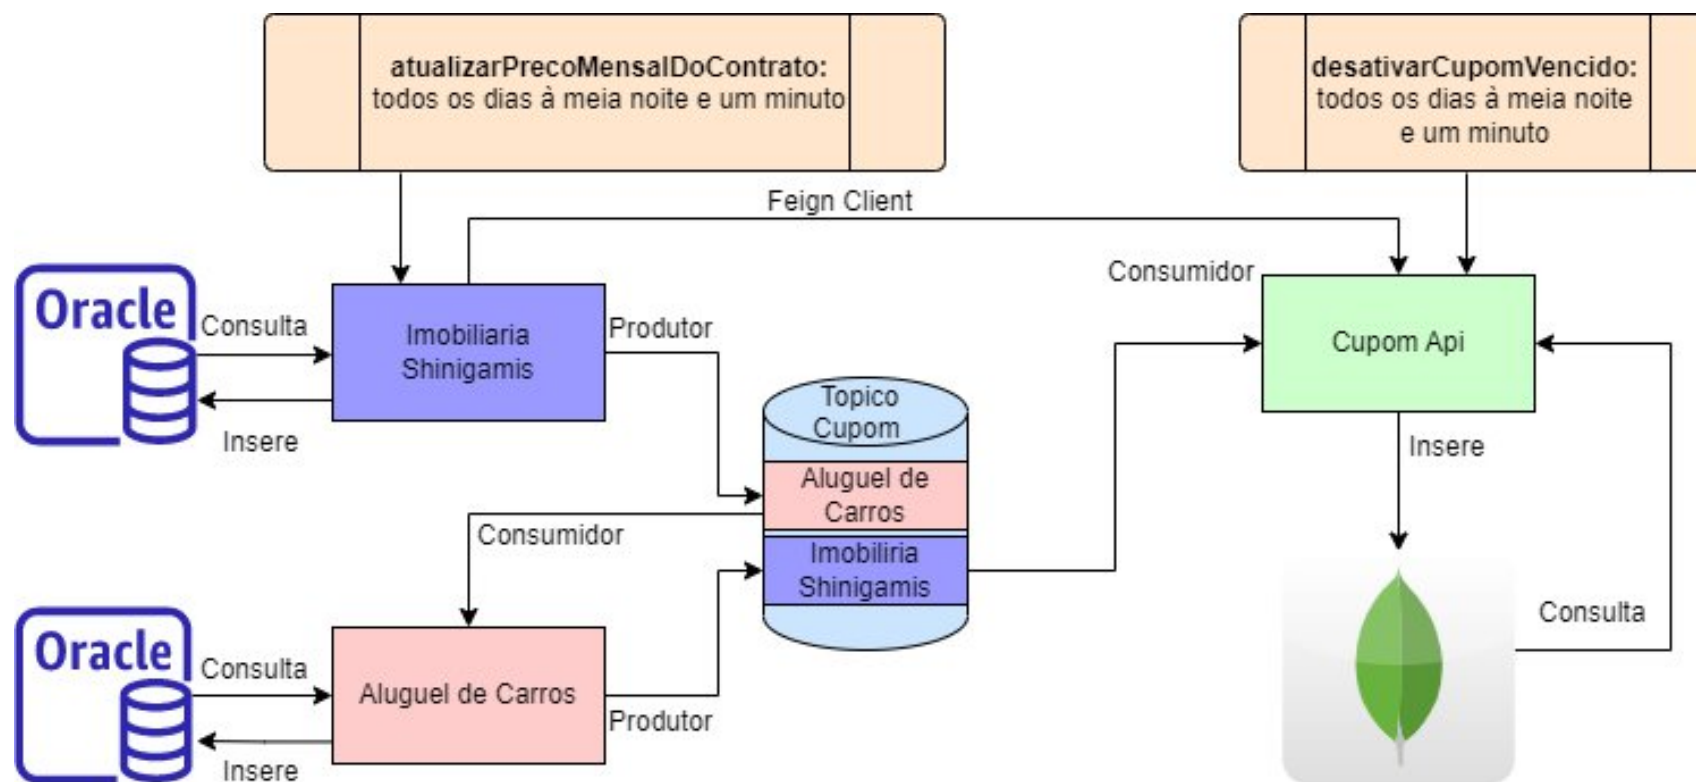 atualizarPrecoMensalDoContrato:
todos os dias à meia noite e um minuto
desativarCupomVencido:
todos os dias à meia noite
e um minuto
Feign Client
Consumidor
Oracle
Consulta
Insere
Imobiliaria
Shinigamis
Produtor
Cupom Api
Topico
Cupom
Aluguel de
Carros
Imobiliria
Shinigamis
Insere
Consulta
Consumidor
Oracle
Consulta
Insere
Aluguel de Carros
Produtor